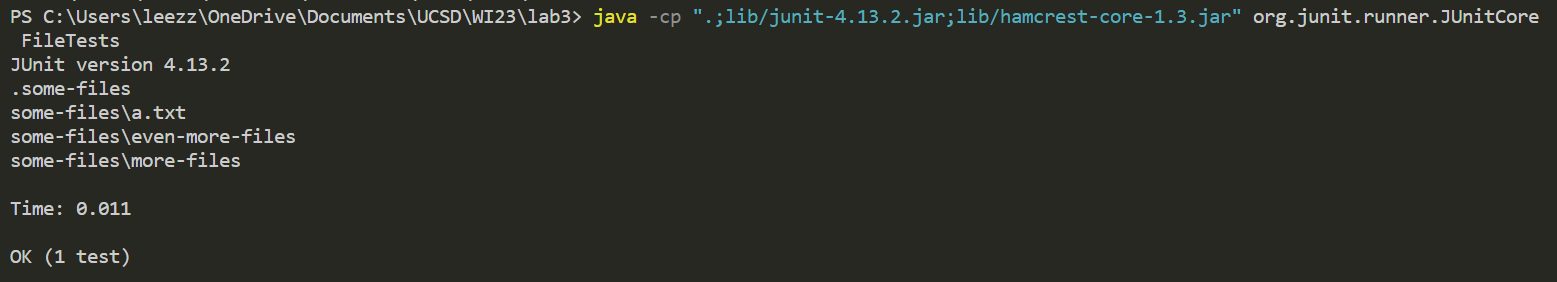 PS C:\Users\leezz\OneDrive\Documents\UCSD\WI23\lab3> java -cp ".;lib/junit-4.13.2.jar;lib/hamcrest-core-1.3.jar" org.junit.runner.JUnitCore
 FileTests
JUnit version 4.13.2
.some-files
some-files\a.txt
some-files\even-more-files
some-files\more-files

Time: 0.011

OK (1 test)